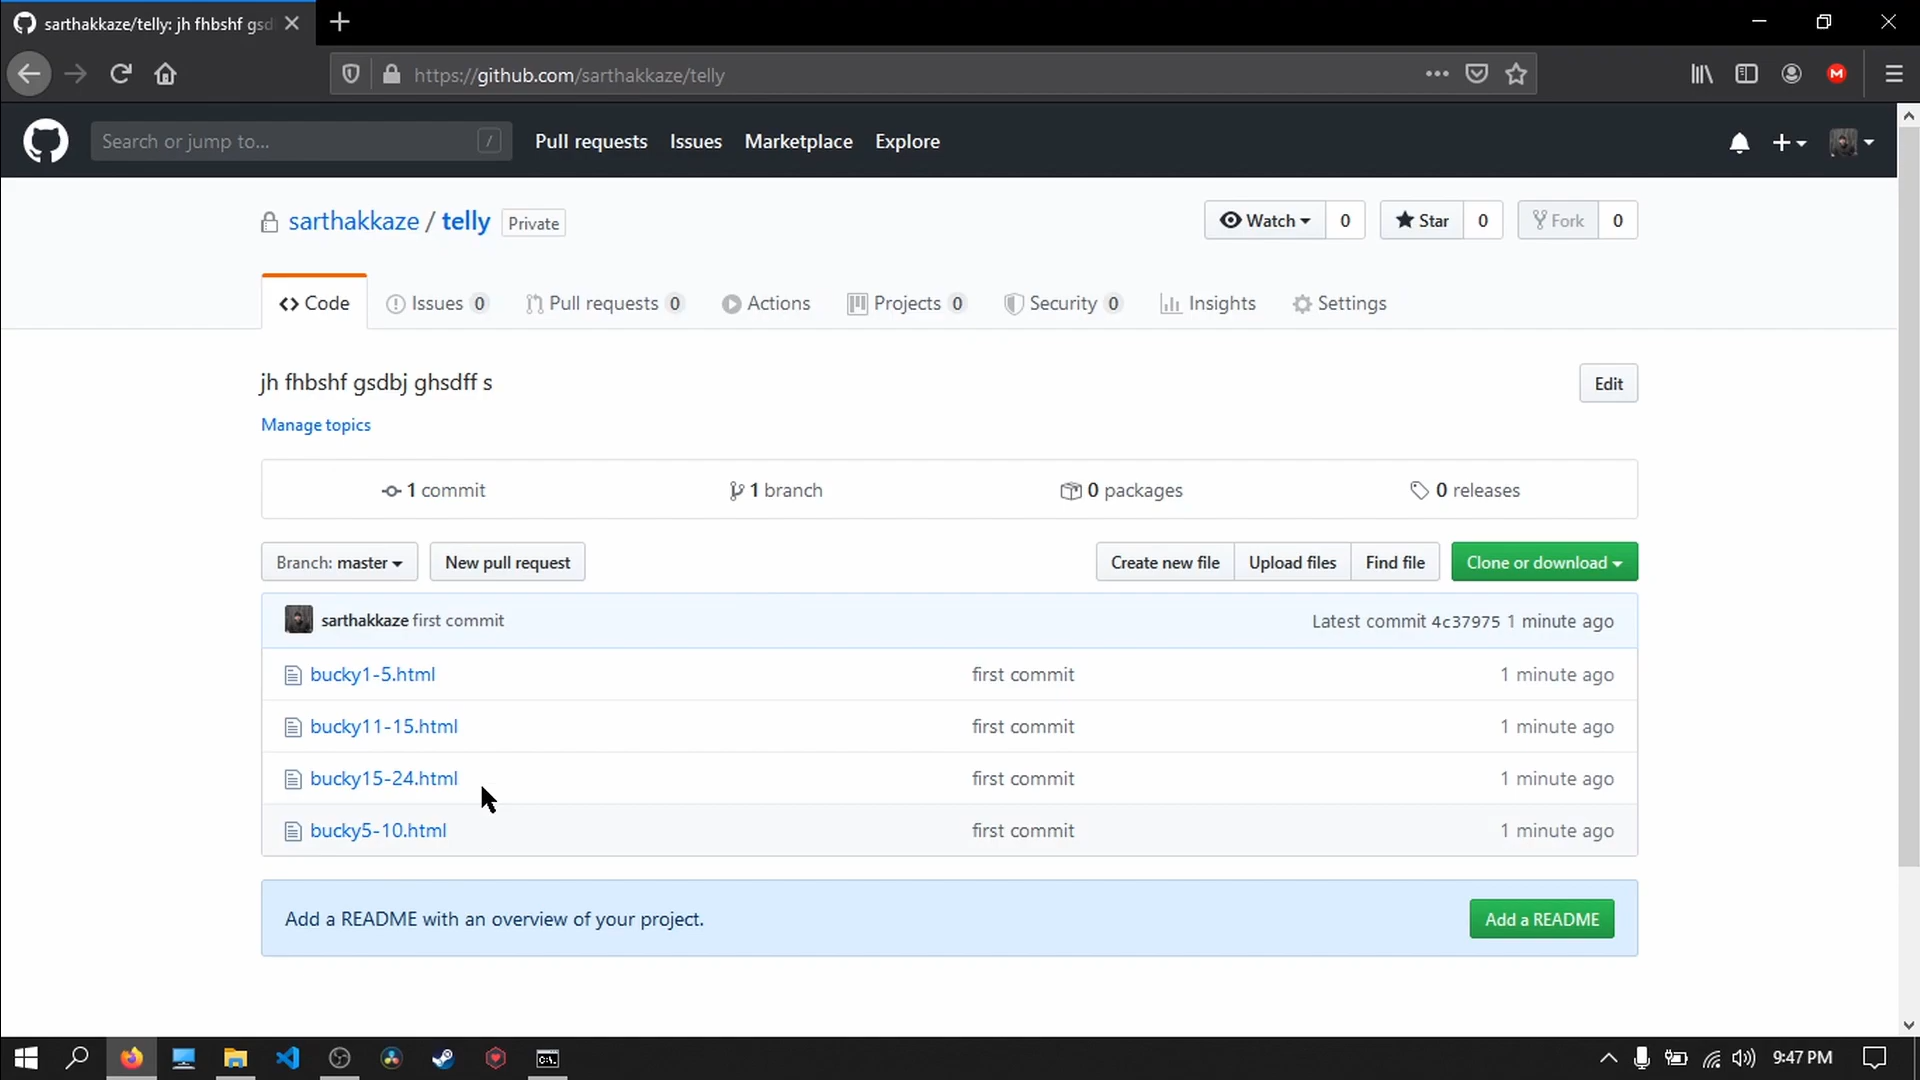 sarthakkaze/telly: jh fhbshf gsd
https://github.com/sarthakkaze/telly
M
Search or jump to...
/
Pull requests
Issues
Marketplace
Explore
sarthakkaze / telly Private
Watch 0 Star 0 Fork 0
Code Issues 0 Pull requests 0 Actions Projects 0 Security 0 Insights Settings
jh fhbshf gsdbj ghsdff s
Edit
Manage topics
1 commit 1 branch 0 packages 0 releases
Branch: master New pull request Create new file Upload files Find file Clone or download
sarthakkaze first commit Latest commit 4c37975 1 minute ago
bucky1-5.html first commit 1 minute ago
bucky11-15.html first commit 1 minute ago
bucky15-24.html first commit 1 minute ago
bucky5-10.html first commit 1 minute ago
Add a README with an overview of your project. Add a README
C:\. 9:47 PM